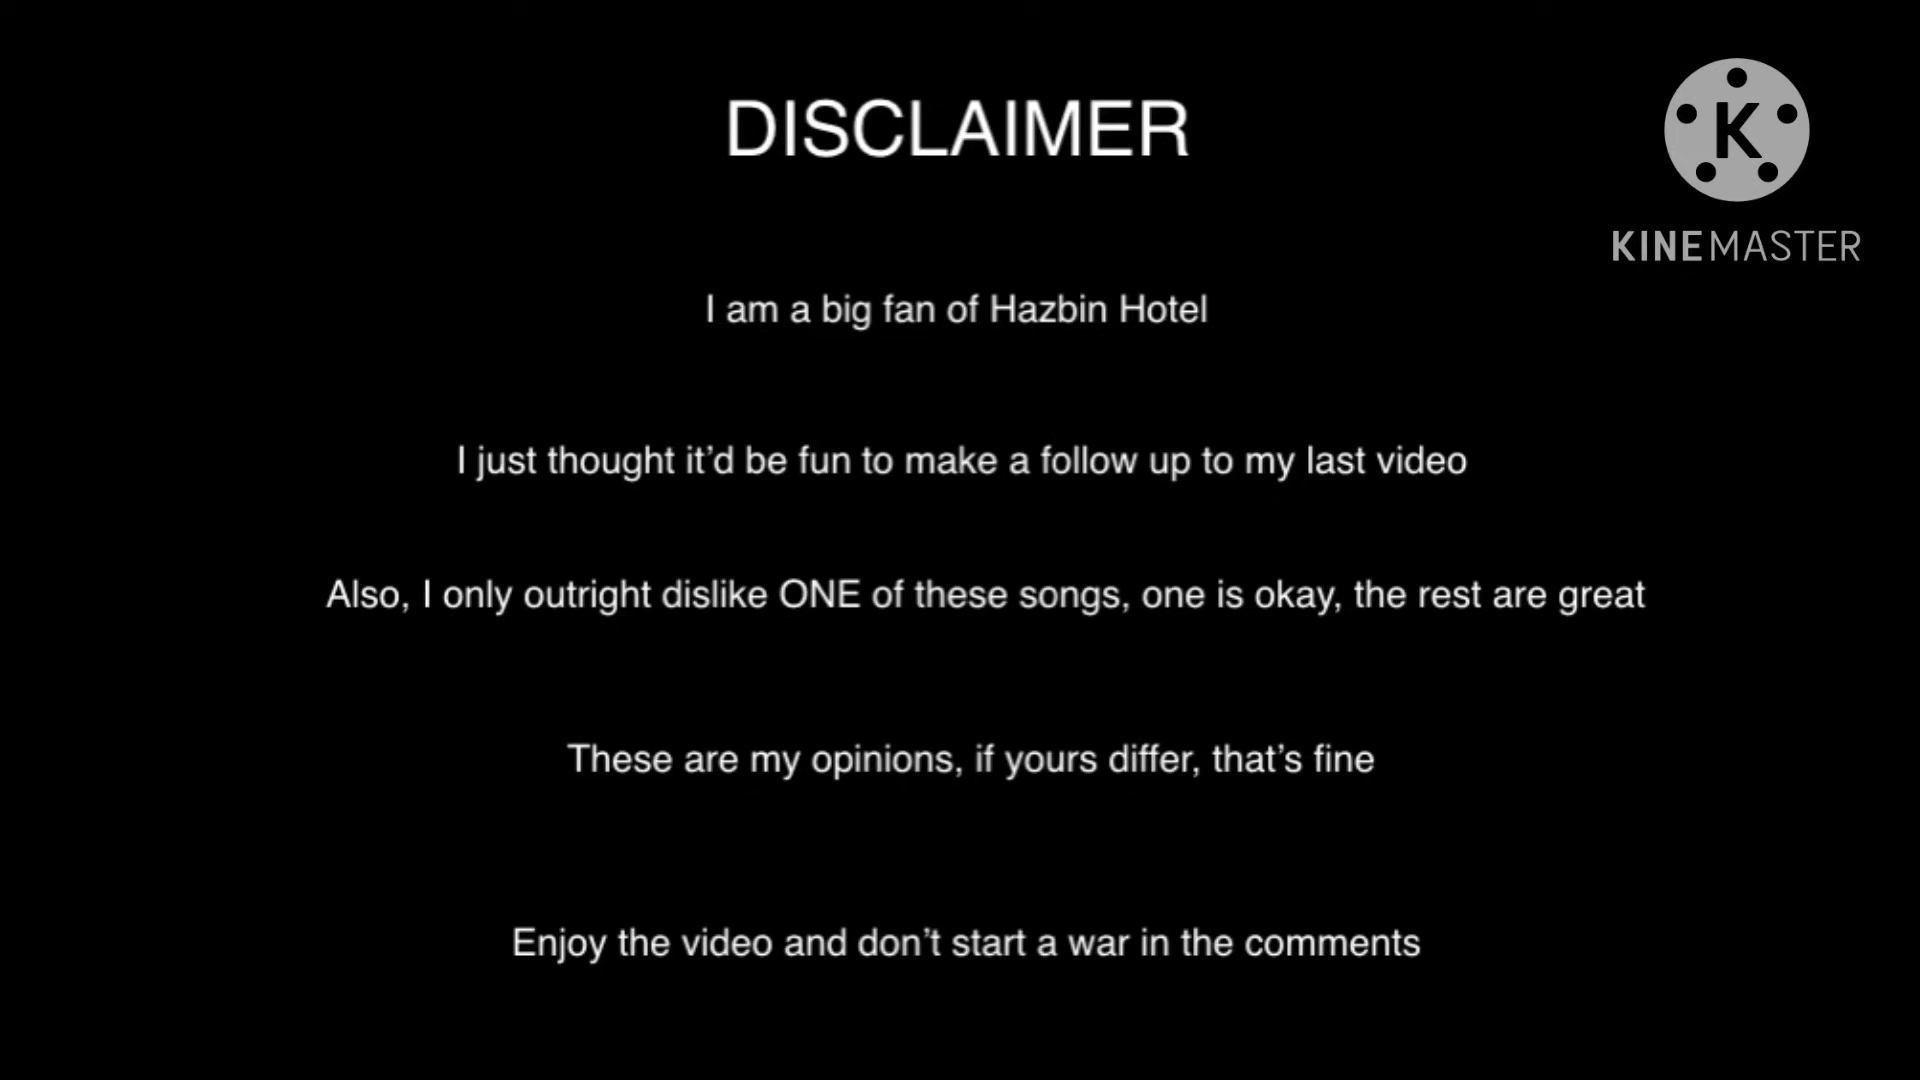 DISCLAIMER
K
KINEMASTER
I am a big fan of Hazbin Hotel
I just thought it’d be fun to make a follow up to my last video
Also, I only outright dislike ONE of these songs, one is okay, the rest are great
These are my opinions, if yours differ, that’s fine
Enjoy the video and don’t start a war in the comments